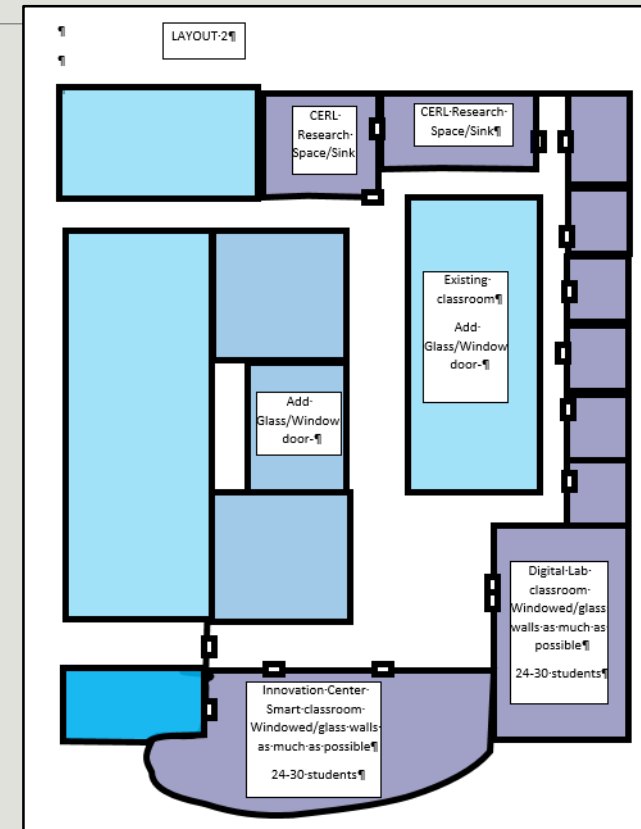 LAYOUT·2¶
¶
¶
CERL·
Research·
Space/Sink
CERL·Research·
Space/Sink¶
Existing·
classroom¶
Add·
Glass/Window
door·¶
Add·
Glass/Window
door·¶
Digital·Lab·
classroom·
Windowed/glass
walls·as·much·as·
possible¶
24-30·students¶
Innovation·Center·
Smart·classroom·
Windowed/glass·walls·
as·much·as·possible¶
24-30·students¶